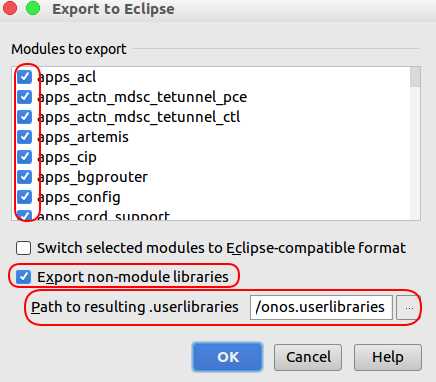 Export to Eclipse
Modules to export
apps_acl
apps_actn_mdsc_tetunnel_pce
apps_actn_mdsc_tetunnel_ctl
apps_artemis
apps_cip
apps_bgprouter
apps_config
apps_cord_support
Switch selected modules to Eclipse-compatible format
Export non-module libraries
Path to resulting .userlibraries /onos.userlibraries ...
OK Cancel Help